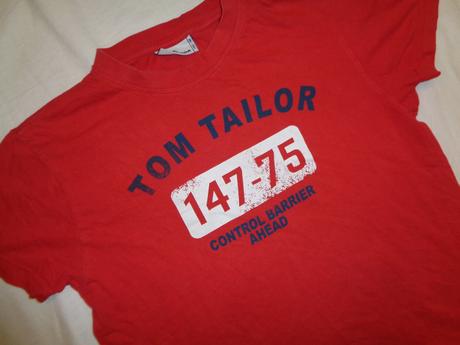 TOM TAILOR
147-75
CONTROL BARRIER
AHEAD